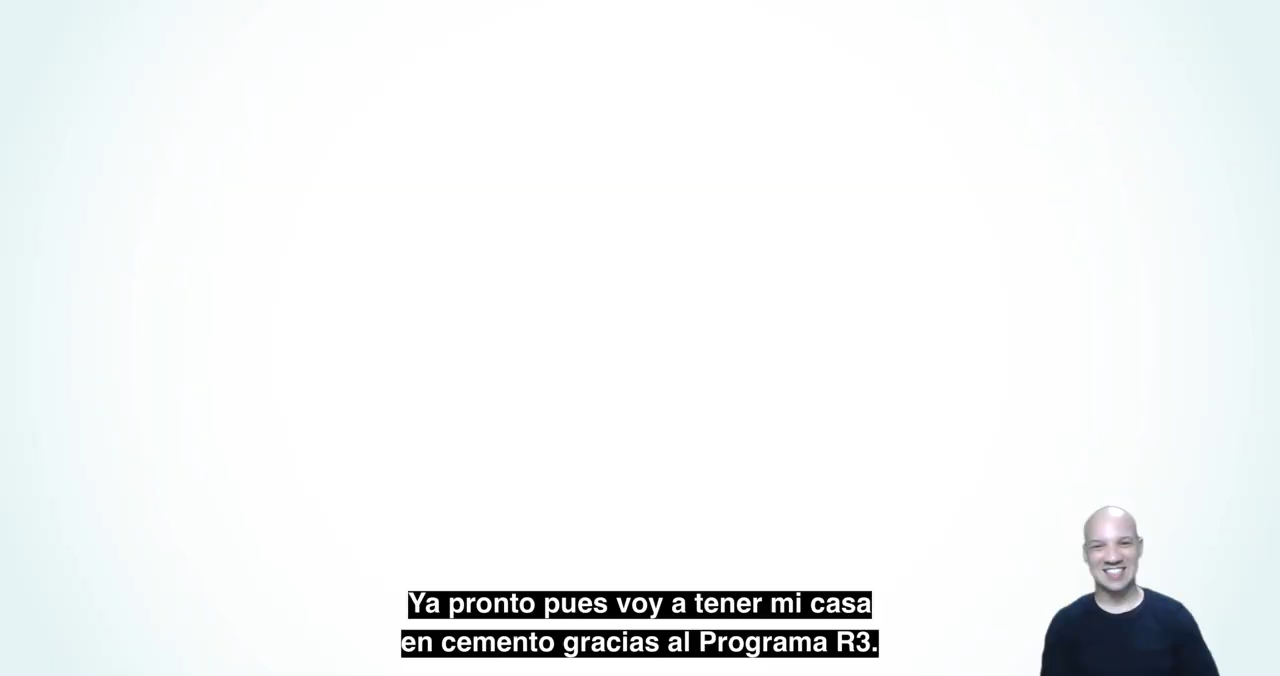 Ya pronto pues voy a tener mi casa
en cemento gracias al Programa R3.